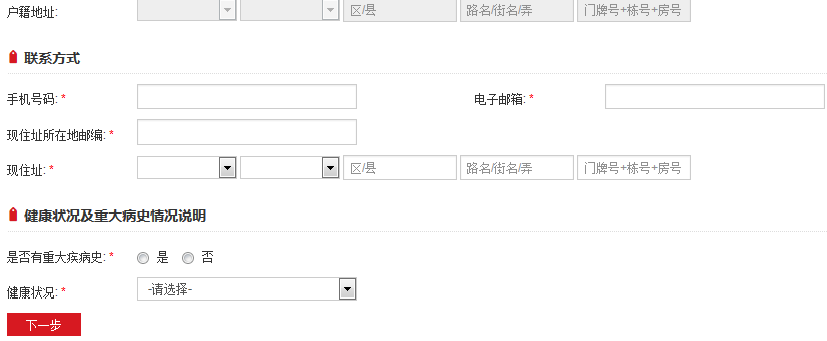 户籍地址: 区/县 路名/街名/弄 门牌号+栋号+房号
联系方式
手机号码: * 电子邮箱: *
现住址所在地邮编: *
现住址: * 区/县 路名/街名/弄 门牌号+栋号+房号
健康状况及重大病史情况说明
是否有重大疾病史: * 是 否
健康状况: * -请选择-
下一步